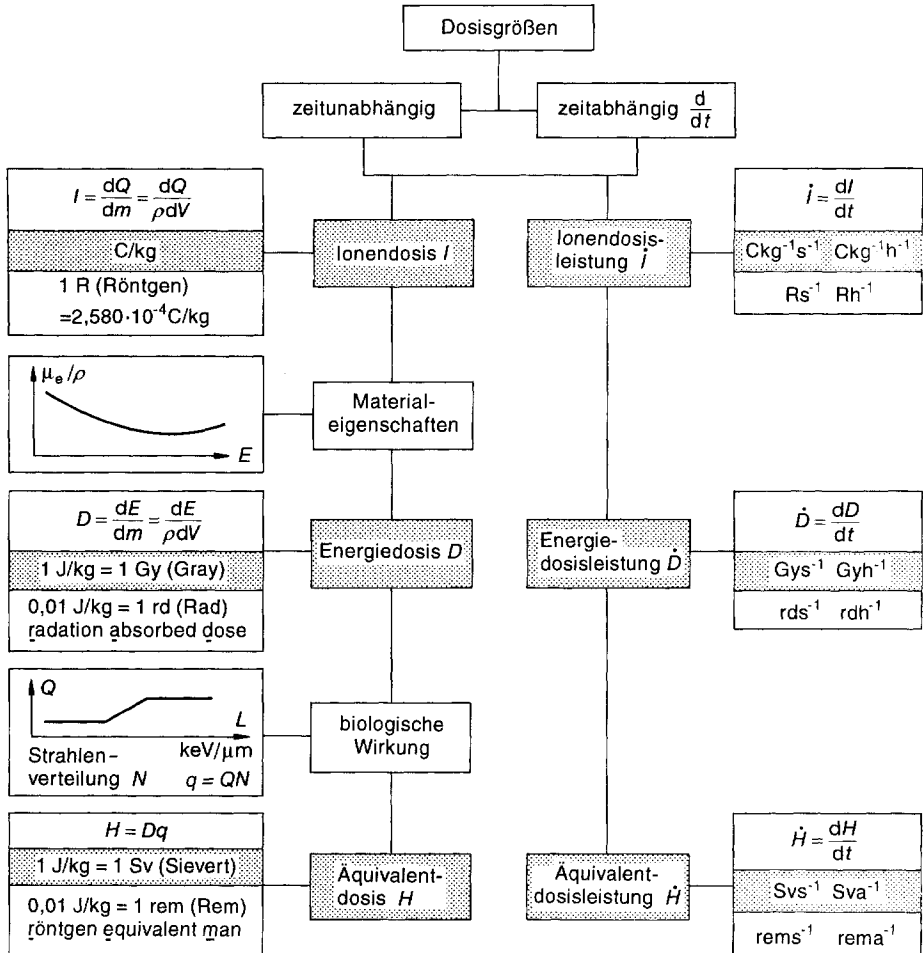 Dosisgrößen
zeitunabhängig
zeitabhängig d/dt
I = dQ/dm = dQ/ρdV
C/kg
1 R (Röntgen)
=2,580·10⁻⁴C/kg
Ionendosis I
Ionendosis-
leistung İ
İ = dI/dt
Ckg⁻¹s⁻¹ Ckg⁻¹h⁻¹
Rs⁻¹ Rh⁻¹
μₑ/ρ
E
Material-
eigenschaften
D = dE/dm = dE/ρdV
1 J/kg = 1 Gy (Gray)
0,01 J/kg = 1 rd (Rad)
radation absorbed dose
Energiedosis D
Energie-
dosisleistung Ḋ
Ḋ = dD/dt
Gys⁻¹ Gyh⁻¹
rds⁻¹ rdh⁻¹
Q
L
Strahlen- keV/μm
verteilung N q = QN
biologische
Wirkung
H = Dq
1 J/kg = 1 Sv (Sievert)
0,01 J/kg = 1 rem (Rem)
röntgen equivalent man
Äquivalent-
dosis H
Äquivalent-
dosisleistung Ḣ
Ḣ = dH/dt
Svs⁻¹ Sva⁻¹
rems⁻¹ rema⁻¹